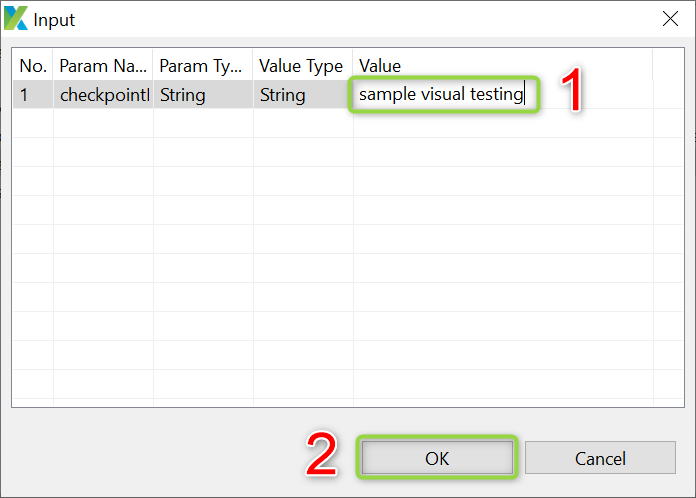 Input
No. Param Na... Param Ty... Value Type Value
1 checkpointI String String sample visual testing 1
2 OK Cancel